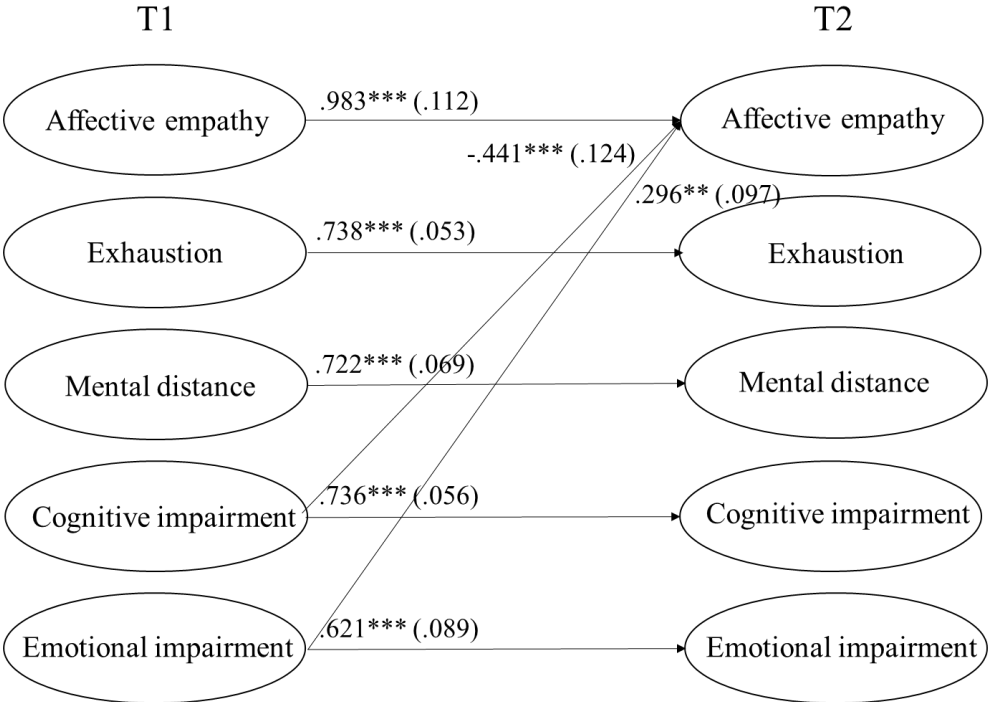 T1 T2
.983*** (.112)
Affective empathy
Affective empathy
-.441*** (.124)
.296** (.097)
.738*** (.053)
Exhaustion
Exhaustion
.722*** (.069)
Mental distance
Mental distance
.736*** (.056)
Cognitive impairment
Cognitive impairment
.621*** (.089)
Emotional impairment
Emotional impairment